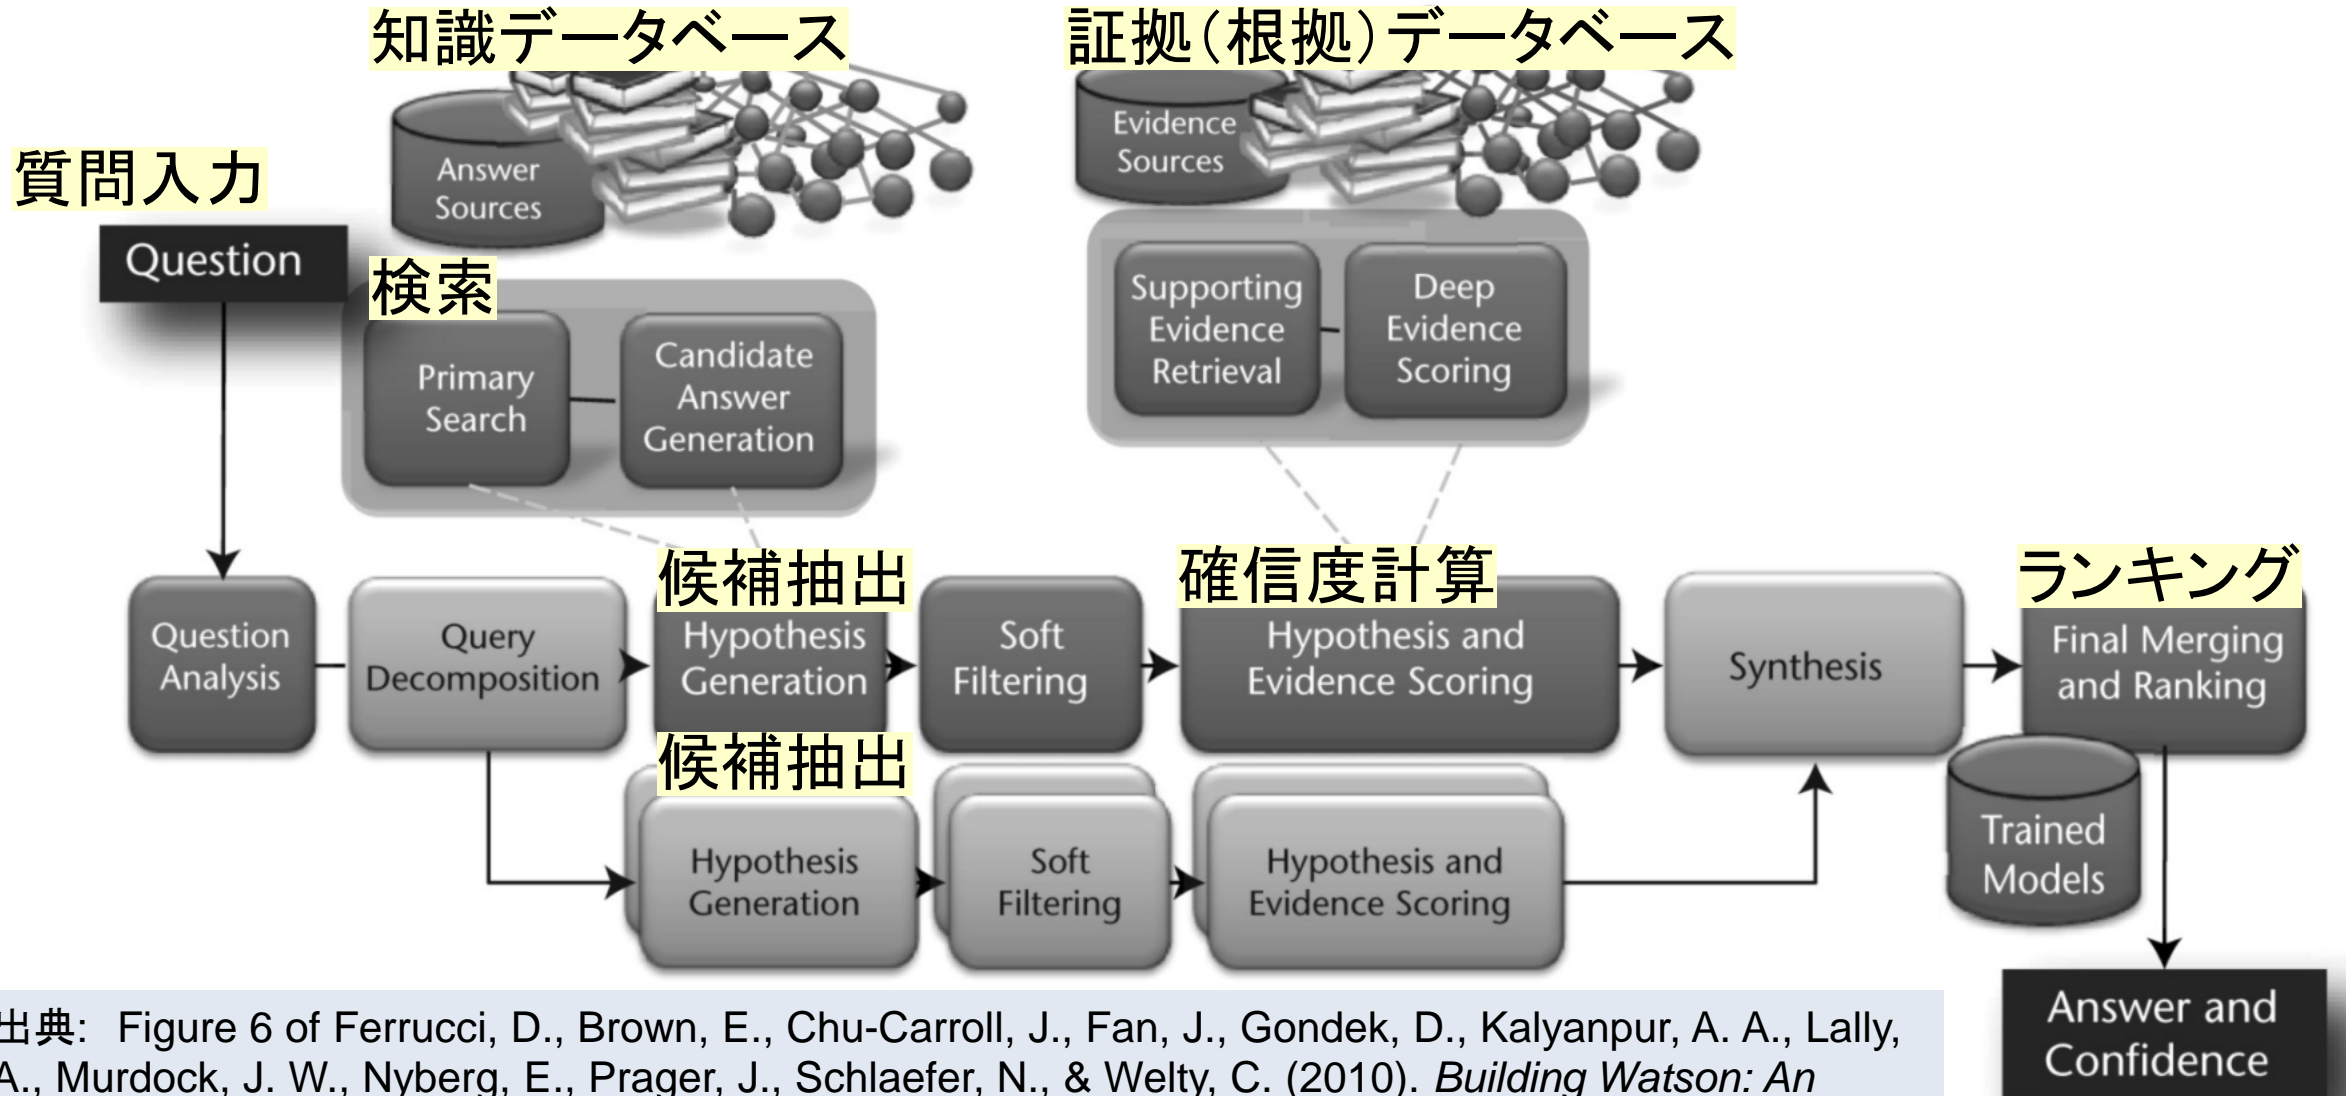 知識データベース
証拠（根拠）データベース
質問入力
Answer
Sources
Evidence
Sources
Question
検索
Primary
Search
Candidate
Answer
Generation
Supporting
Evidence
Retrieval
Deep
Evidence
Scoring
Question
Analysis
Query
Decomposition
候補抽出
Hypothesis
Generation
Soft
Filtering
確信度計算
Hypothesis and
Evidence Scoring
Synthesis
ランキング
Final Merging
and Ranking
候補抽出
Hypothesis
Generation
Soft
Filtering
Hypothesis and
Evidence Scoring
Trained
Models
Answer and
Confidence
出典: Figure 6 of Ferrucci, D., Brown, E., Chu-Carroll, J., Fan, J., Gondek, D., Kalyanpur, A. A., Lally,
A., Murdock, J. W., Nyberg, E., Prager, J., Schlaefer, N., & Welty, C. (2010). Building Watson: An